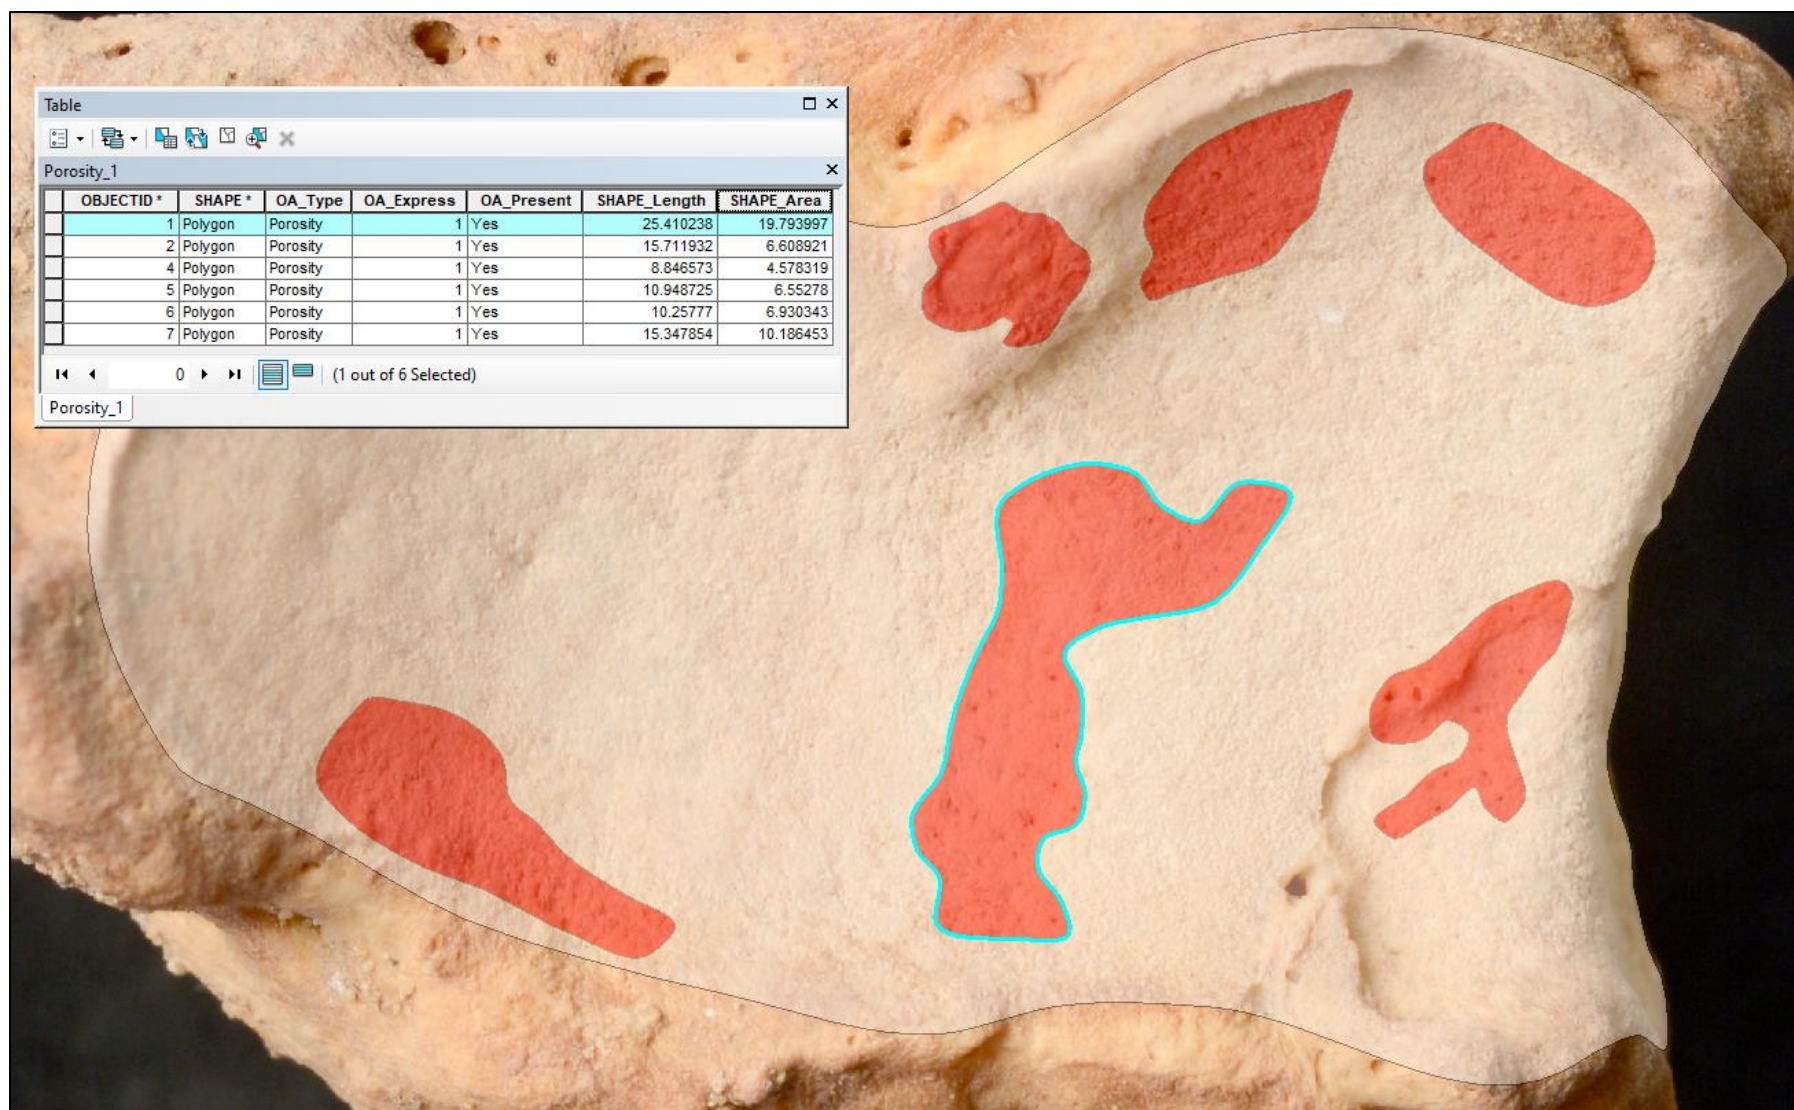 Table
Porosity_1
OBJECTID * SHAPE * OA_Type OA_Express OA_Present SHAPE_Length SHAPE_Area
1 Polygon Porosity 1 Yes 25.410238 19.793997
2 Polygon Porosity 1 Yes 15.711932 6.608921
4 Polygon Porosity 1 Yes 8.846573 4.578319
5 Polygon Porosity 1 Yes 10.948725 6.55278
6 Polygon Porosity 1 Yes 10.25777 6.930343
7 Polygon Porosity 1 Yes 15.347854 10.186453
0 (1 out of 6 Selected)
Porosity_1